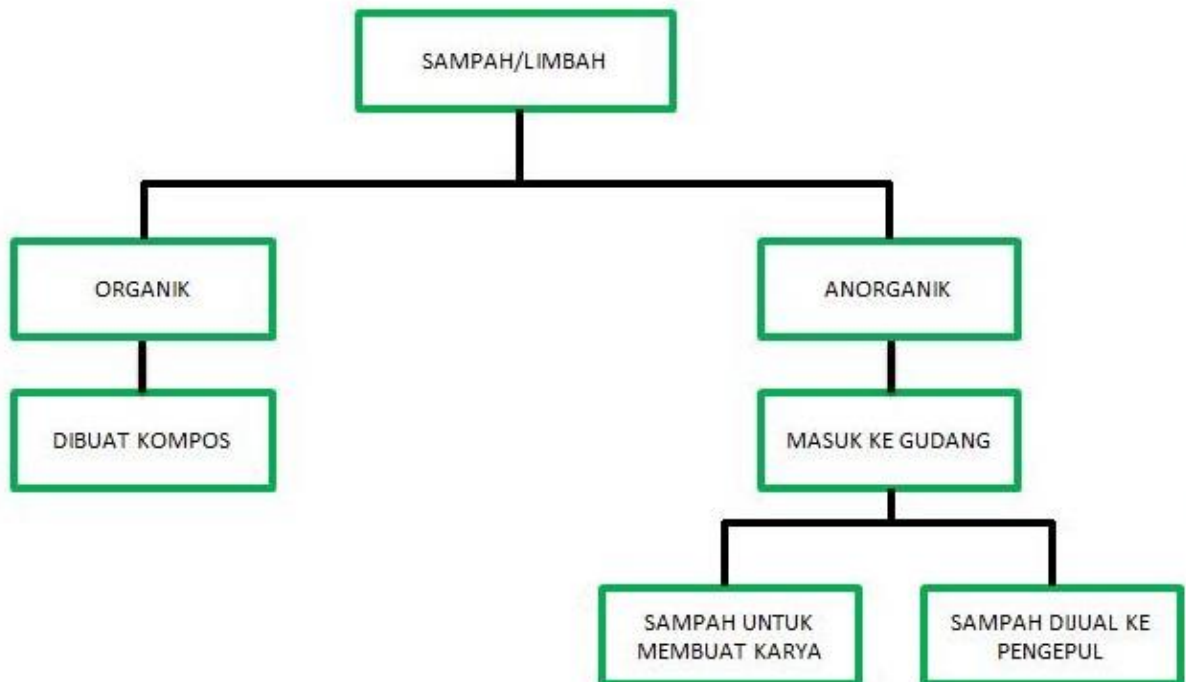 SAMPAH/LIMBAH
ORGANIK
ANORGANIK
DIBUAT KOMPOS
MASUK KE GUDANG
SAMPAH UNTUK
MEMBUAT KARYA
SAMPAH DIJUAL KE
PENGEPUL